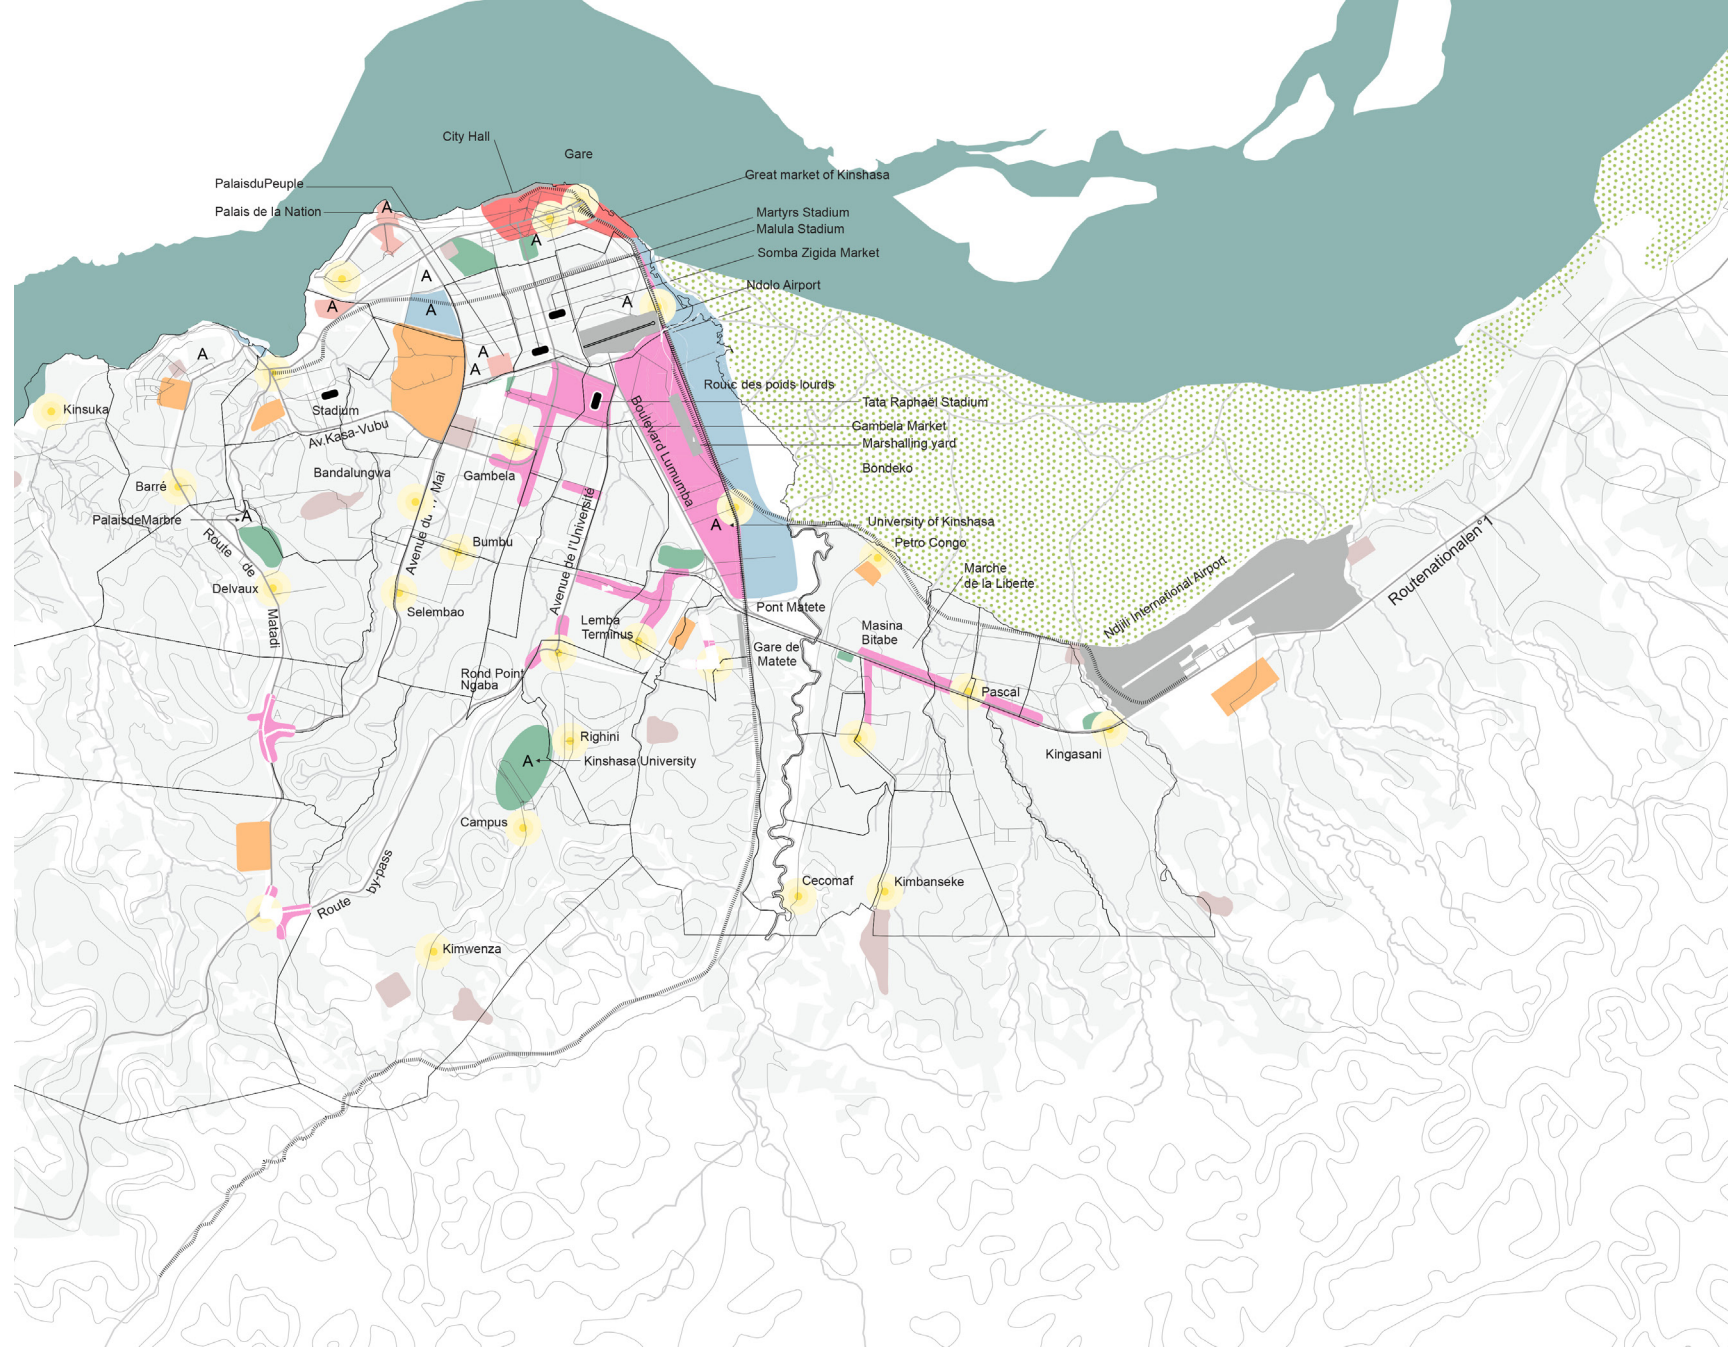 City Hall
Gare
PalaisduPeuple
Palais de la Nation
Great market of Kinshasa
Martyrs Stadium
Malula Stadium
Somba Zigida Market
Ndolo Airport
A
A
A
A
A
A
A
A
A
Kinsuka
Stadium
Av.Kasa-Vubu
Route des poids lourds
Tata Raphaël Stadium
Gambela Market
Marshalling yard
Bondeko
Boulevard Lumumba
Bandalungwa
Gambela
Barré
PalaisdeMarbre
A
A
University of Kinshasa
Petro Congo
Avenue du ... Mai
Avenue de l'Université
Bumbu
Route de Matadi
Delvaux
Selembao
Marche
de la Liberte
Ndjili International Airport
Routenationalen°1
Pont Matete
Lemba
Terminus
Masina
Bitabe
Gare de
Matete
Rond Point
Ngaba
Pascal
A
Righini
Kinshasa University
A
Kingasani
Campus
by-pass
Route
Cecomaf
Kimbanseke
Kimwenza